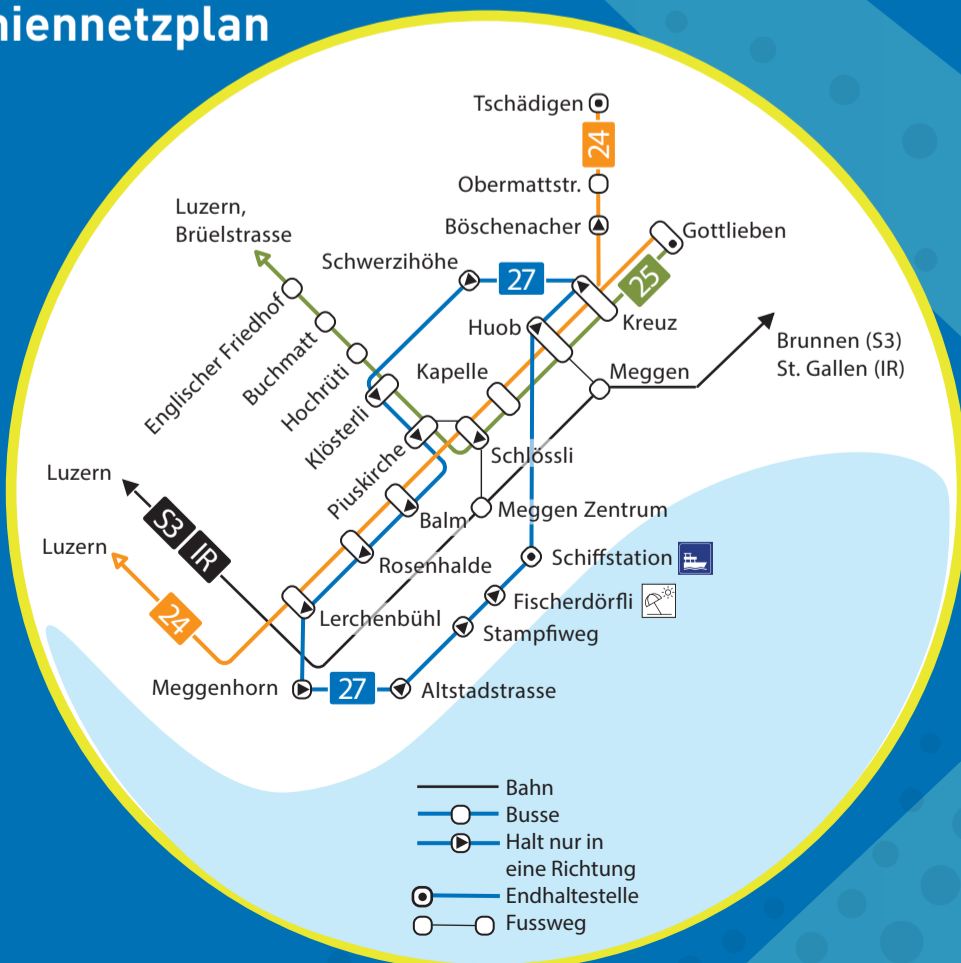 niennetzplan
Tschädigen
24
Obermattstr.
Böschenacher
Luzern,
Brüelstrasse
Gottlieben
Schwerzihöhe
27
25
Kreuz
Huob
Englischer Friedhof
Buchmatt
Hochrüti
Klösterli
Piuskirche
Kapelle
Meggen
Brunnen (S3)
St. Gallen (IR)
Schlössli
Luzern
S3 IR
Balm
Meggen Zentrum
Luzern
24
Rosenhalde
Schiffstation
Fischerdörfli
Lerchenbühl
Stampfiweg
Meggenhorn
27
Altstadstrasse
Bahn
Busse
Halt nur in
eine Richtung
Endhaltestelle
Fussweg